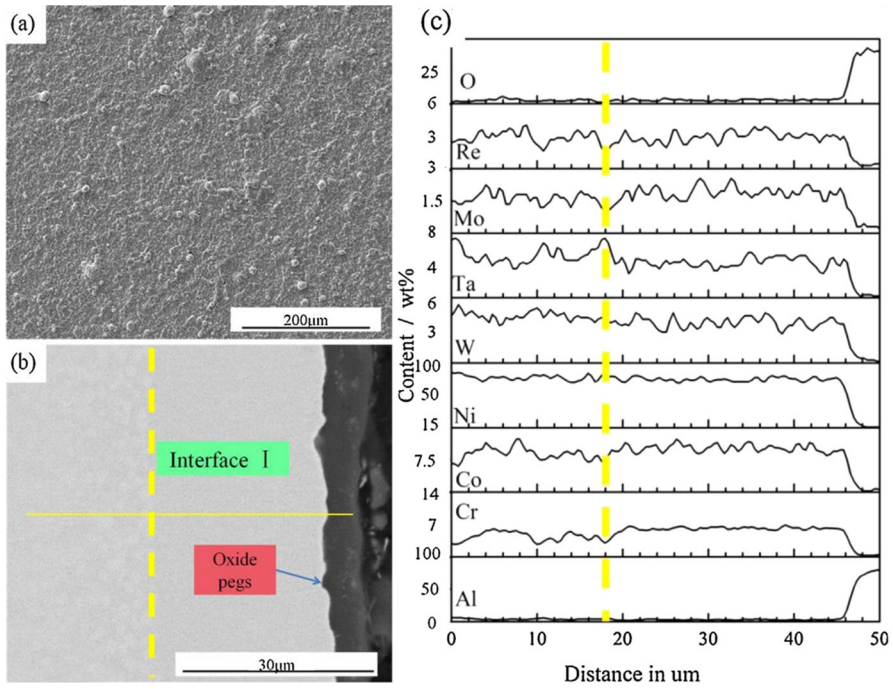 (a)
200μm
(b)
Interface Ⅰ
Oxide
pegs
30μm
(c)
Content / wt%
25
O
6
3
Re
3
1.5
Mo
8
4
Ta
6
3
W
100
50
Ni
15
7.5
Co
14
7
Cr
100
50
Al
0
0 10 20 30 40 50
Distance in um